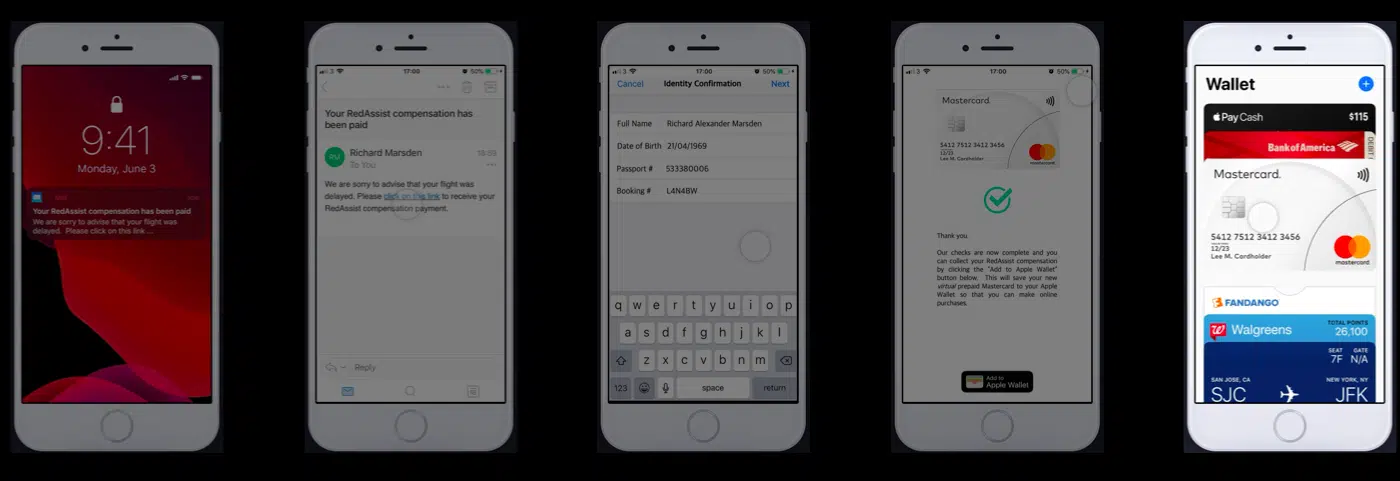 9:41
Monday, June 3
Your RedAssist compensation has been paid
We are sorry to advise that your flight was
delayed. Please click on this link ...
17:00
50%
Your RedAssist compensation has
been paid
RM
Richard Marsden
To You
We are sorry to advise that your flight was
delayed. Please click on this link to receive your
RedAssist compensation payment.
Reply
3
17:00
50%
Cancel
Identity Confirmation
Next
Full Name Richard Alexander Marsden
Date of Birth 21/04/1969
Passport # 533380006
Booking # L4N4BW
q w e r t y u i o p
a s d f g h j k l
z x c v b n m
123 space return
3
17:00
50%
Mastercard.
5412 7512 3412 3456
12/23
Lee M. Cardholder
mastercard
Thank you.
Our checks are now complete and you
can collect your RedAssist compensation
by clicking the "Add to Apple Wallet"
button below. This will save your new
virtual prepaid Mastercard to your Apple
Wallet so that you can make online
purchases.
Add to
Apple Wallet
Wallet
Pay Cash $115
Bank of America
DEBIT
Mastercard.
5412 7512 3412 3456
12/23
Lee M. Cardholder
mastercard
FANDANGO
Walgreens
TOTAL POINTS
26,100
SEAT GATE
7F N/A
SAN JOSE, CA NEW YORK, NY
SJC JFK